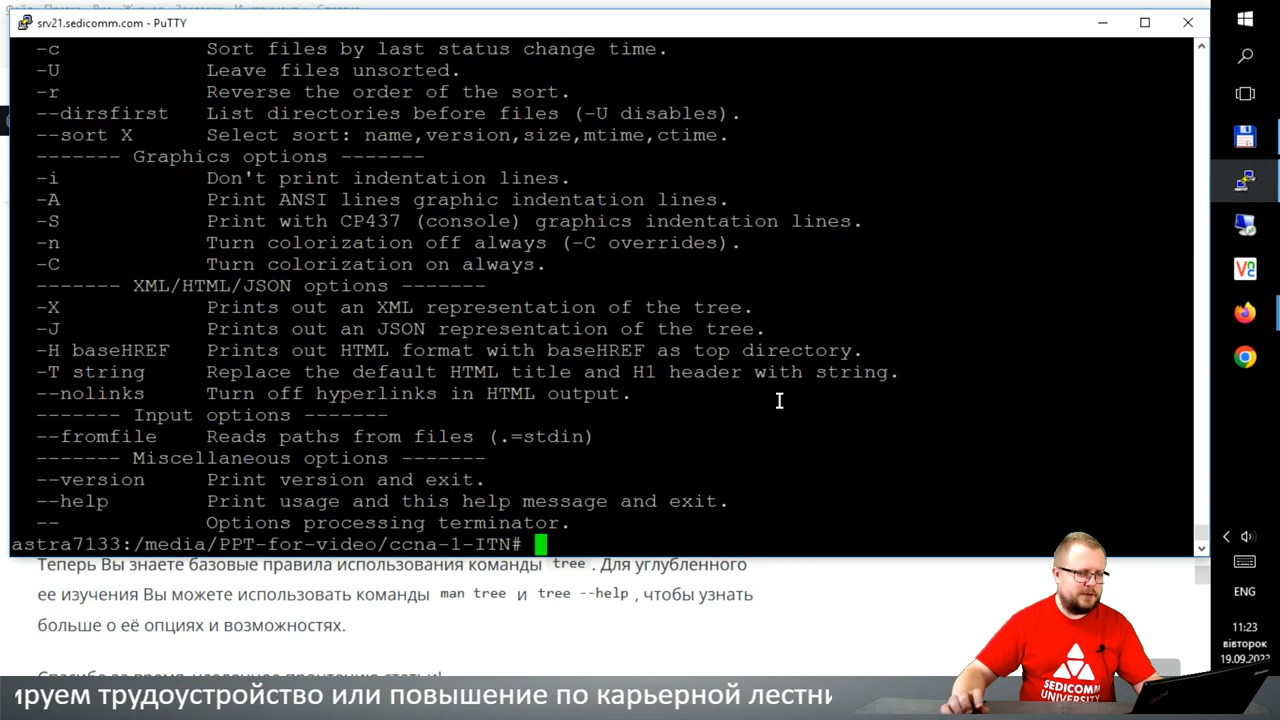 srv21.sedicomm.com - PuTTY
-c Sort files by last status change time.
-U Leave files unsorted.
-r Reverse the order of the sort.
--dirsfirst List directories before files (-U disables).
--sort X Select sort: name,version,size,mtime,ctime.
------- Graphics options -------
-i Don't print indentation lines.
-A Print ANSI lines graphic indentation lines.
-S Print with CP437 (console) graphics indentation lines.
-n Turn colorization off always (-C overrides).
-C Turn colorization on always.
------- XML/HTML/JSON options -------
-X Prints out an XML representation of the tree.
-J Prints out an JSON representation of the tree.
-H baseHREF Prints out HTML format with baseHREF as top directory.
-T string Replace the default HTML title and H1 header with string.
--nolinks Turn off hyperlinks in HTML output.
------- Input options -------
--fromfile Reads paths from files (.=stdin)
------- Miscellaneous options -------
--version Print version and exit.
--help Print usage and this help message and exit.
-- Options processing terminator.
astra7133:/media/PPT-for-video/ccna-1-ITN#
Теперь Вы знаете базовые правила использования команды tree. Для углубленного
ее изучения Вы можете использовать команды man tree и tree --help, чтобы узнать
больше о её опциях и возможностях.
Спасибо за время, уделенное прочтению статьи!
ируем трудоустройство или повышение по карьерной лестни
SEDICOMM
UNIVERSITY
ENG
11:23
вівторок